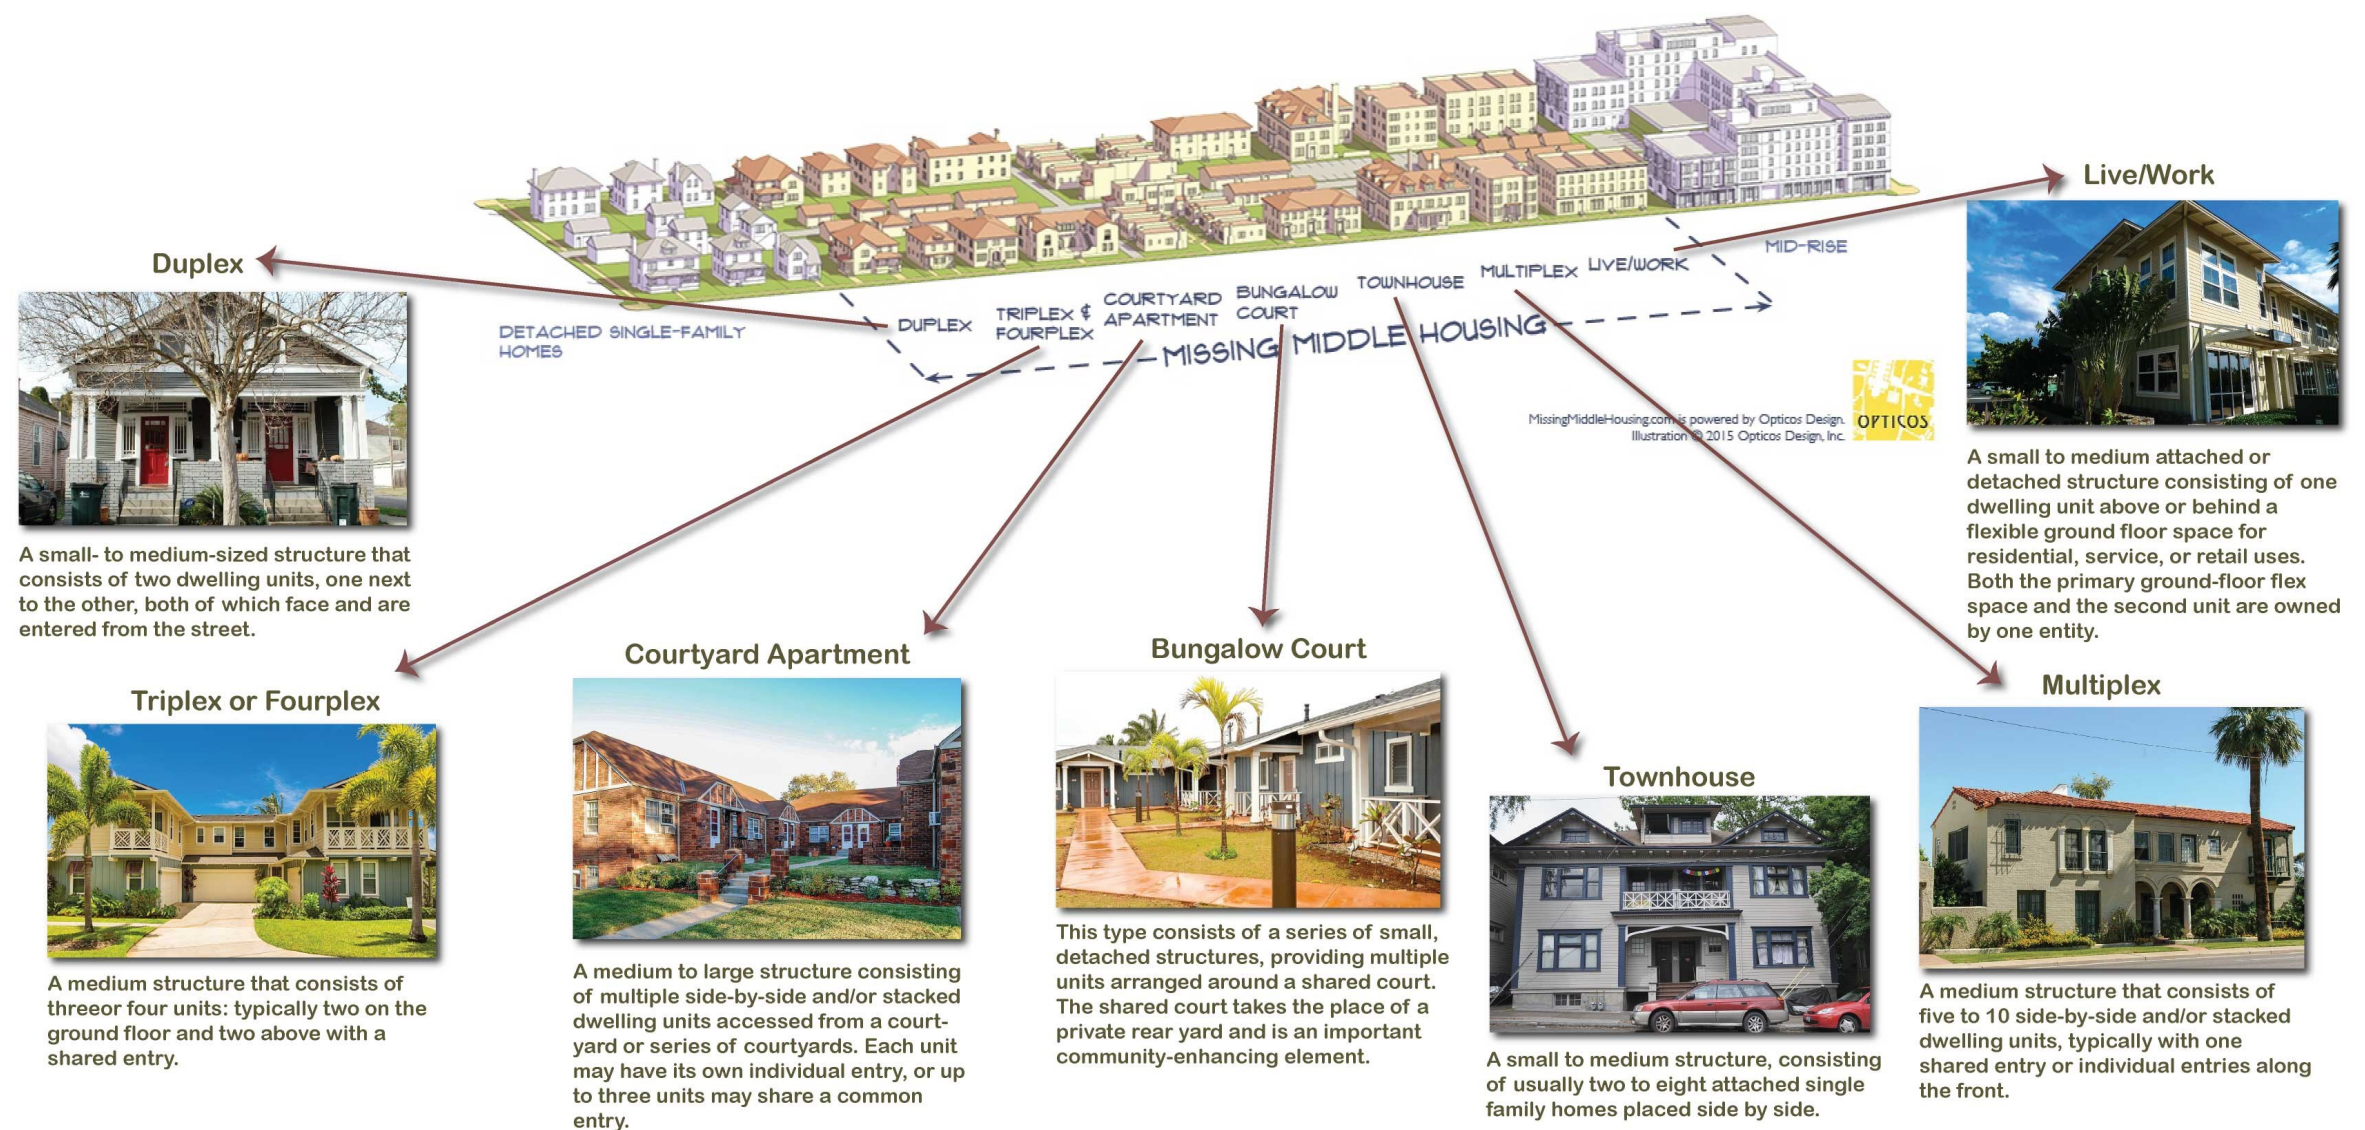 DETACHED SINGLE-FAMILY
HOMES
DUPLEX
TRIPLEX &
FOURPLEX
COURTYARD
APARTMENT
BUNGALOW
COURT
TOWNHOUSE
MULTIPLEX
LIVE/WORK
MID-RISE
MISSING MIDDLE HOUSING
MissingMiddleHousing.com is powered by Opticos Design.
Illustration © 2015 Opticos Design, Inc.
OPTICOS
Duplex
A small- to medium-sized structure that
consists of two dwelling units, one next
to the other, both of which face and are
entered from the street.
Triplex or Fourplex
A medium structure that consists of
threeor four units: typically two on the
ground floor and two above with a
shared entry.
Courtyard Apartment
A medium to large structure consisting
of multiple side-by-side and/or stacked
dwelling units accessed from a court-
yard or series of courtyards. Each unit
may have its own individual entry, or up
to three units may share a common
entry.
Bungalow Court
This type consists of a series of small,
detached structures, providing multiple
units arranged around a shared court.
The shared court takes the place of a
private rear yard and is an important
community-enhancing element.
Townhouse
A small to medium structure, consisting
of usually two to eight attached single
family homes placed side by side.
Multiplex
A medium structure that consists of
five to 10 side-by-side and/or stacked
dwelling units, typically with one
shared entry or individual entries along
the front.
Live/Work
A small to medium attached or
detached structure consisting of one
dwelling unit above or behind a
flexible ground floor space for
residential, service, or retail uses.
Both the primary ground-floor flex
space and the second unit are owned
by one entity.